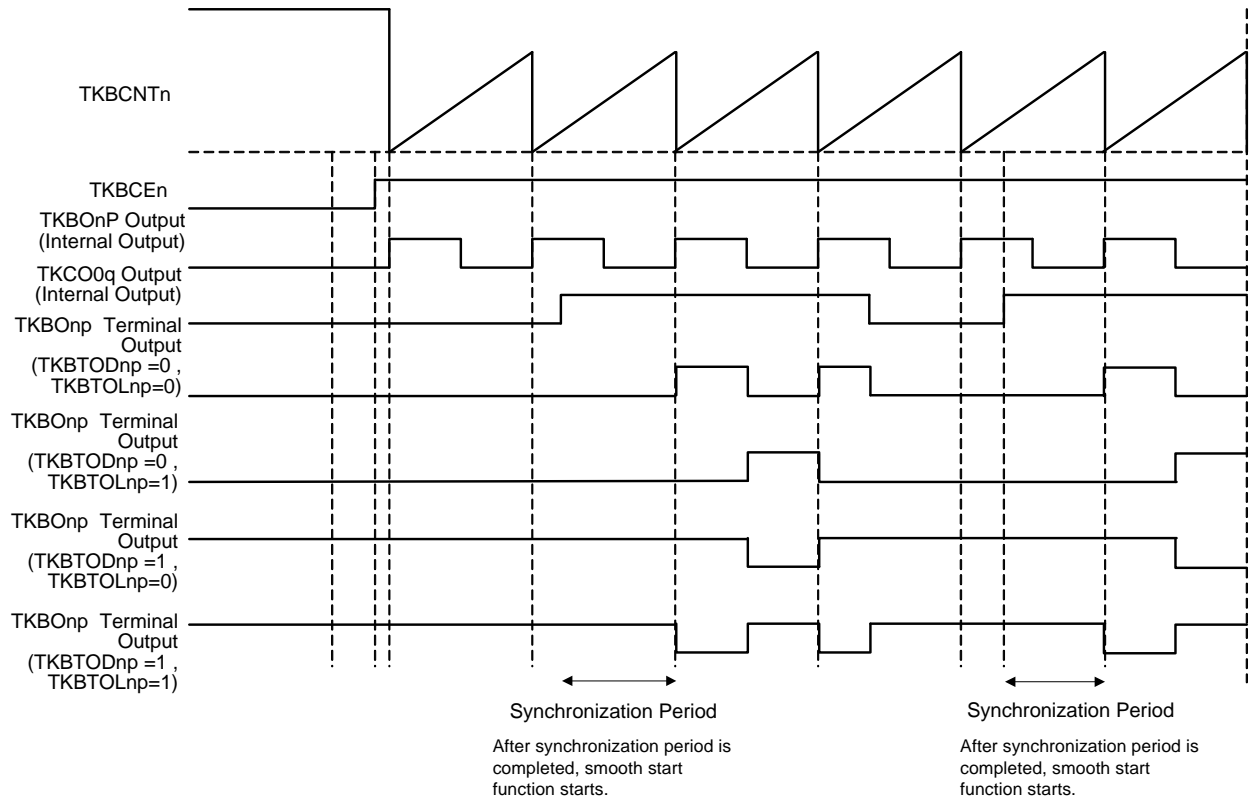 TKBCNTn
TKBCEn
TKBOnP Output
(Internal Output)
TKCO0q Output
(Internal Output)
TKBOnp Terminal
Output
(TKBTODnp =0 ,
TKBTOLnp=0)
TKBOnp Terminal
Output
(TKBTODnp =0 ,
TKBTOLnp=1)
TKBOnp Terminal
Output
(TKBTODnp =1 ,
TKBTOLnp=0)
TKBOnp Terminal
Output
(TKBTODnp =1 ,
TKBTOLnp=1)
Synchronization Period
After synchronization period is
completed, smooth start
function starts.
Synchronization Period
After synchronization period is
completed, smooth start
function starts.